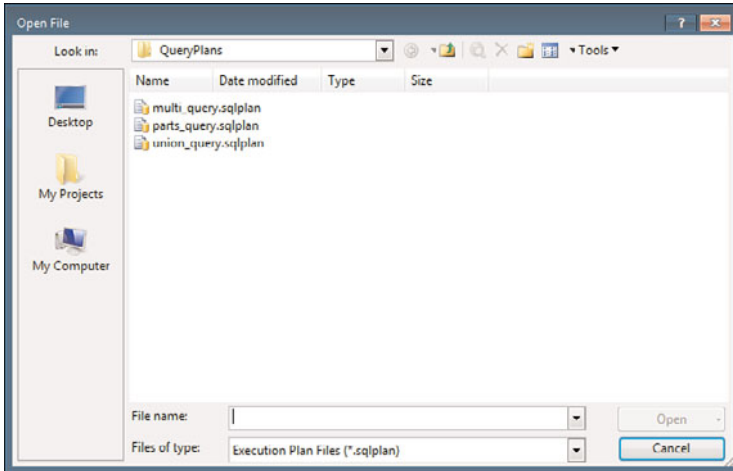 Open File
Look in:
QueryPlans
Tools
Name Date modified Type Size
multi_query.sqlplan
parts_query.sqlplan
union_query.sqlplan
Desktop
My Projects
My Computer
File name:
Open
Files of type: Execution Plan Files (*.sqlplan)
Cancel